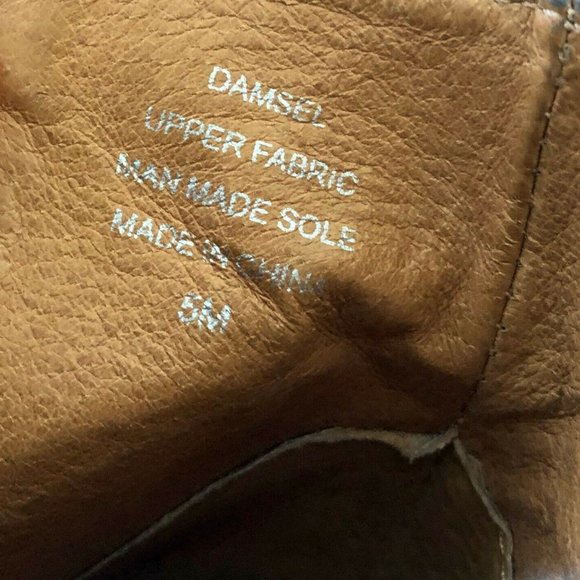 DAMSEL
UPPER FABRIC
MAN MADE SOLE
MADE IN CHINA
5M